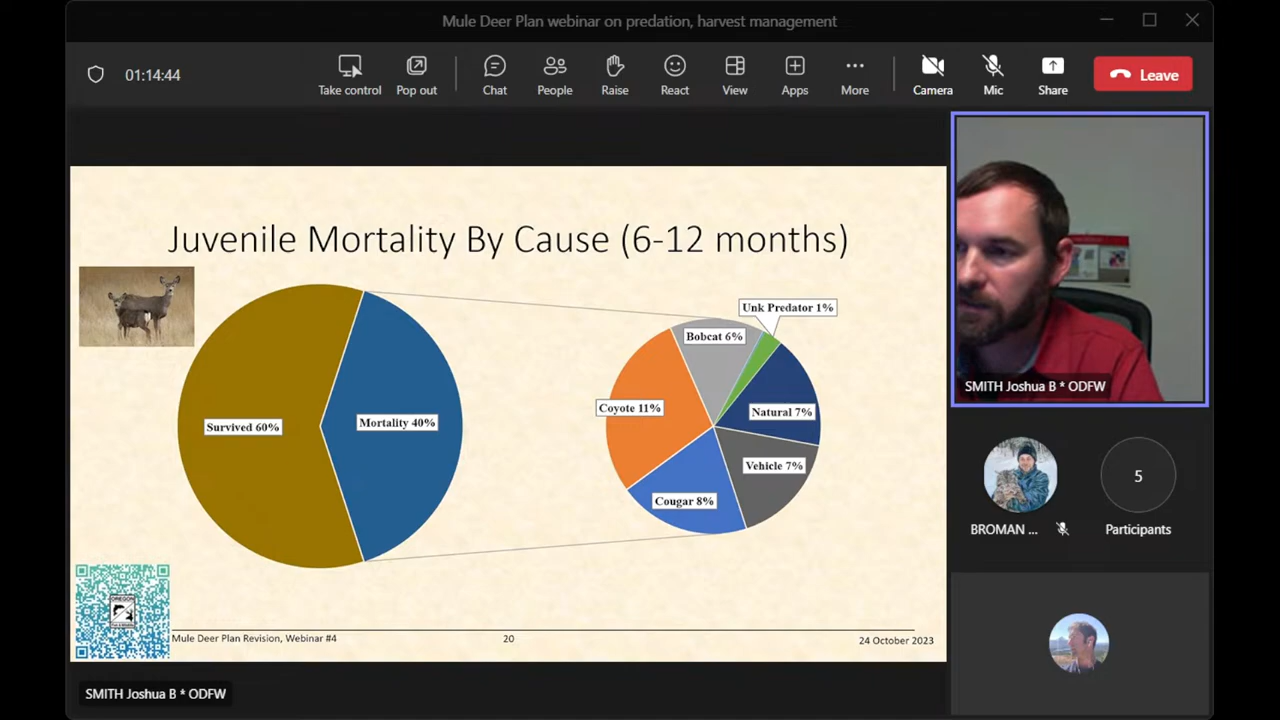 Mule Deer Plan webinar on predation, harvest management
01:14:44
Take control
Pop out
Chat
People
Raise
React
View
Apps
More
Camera
Mic
Share
Leave
Juvenile Mortality By Cause (6-12 months)
Survived 60%
Mortality 40%
Unk Predator 1%
Bobcat 6%
Coyote 11%
Natural 7%
Vehicle 7%
Cougar 8%
OREGON
Mule Deer Plan Revision, Webinar #4
20
24 October 2023
SMITH Joshua B * ODFW
SMITH Joshua B * ODFW
BROMAN ...
5
Participants